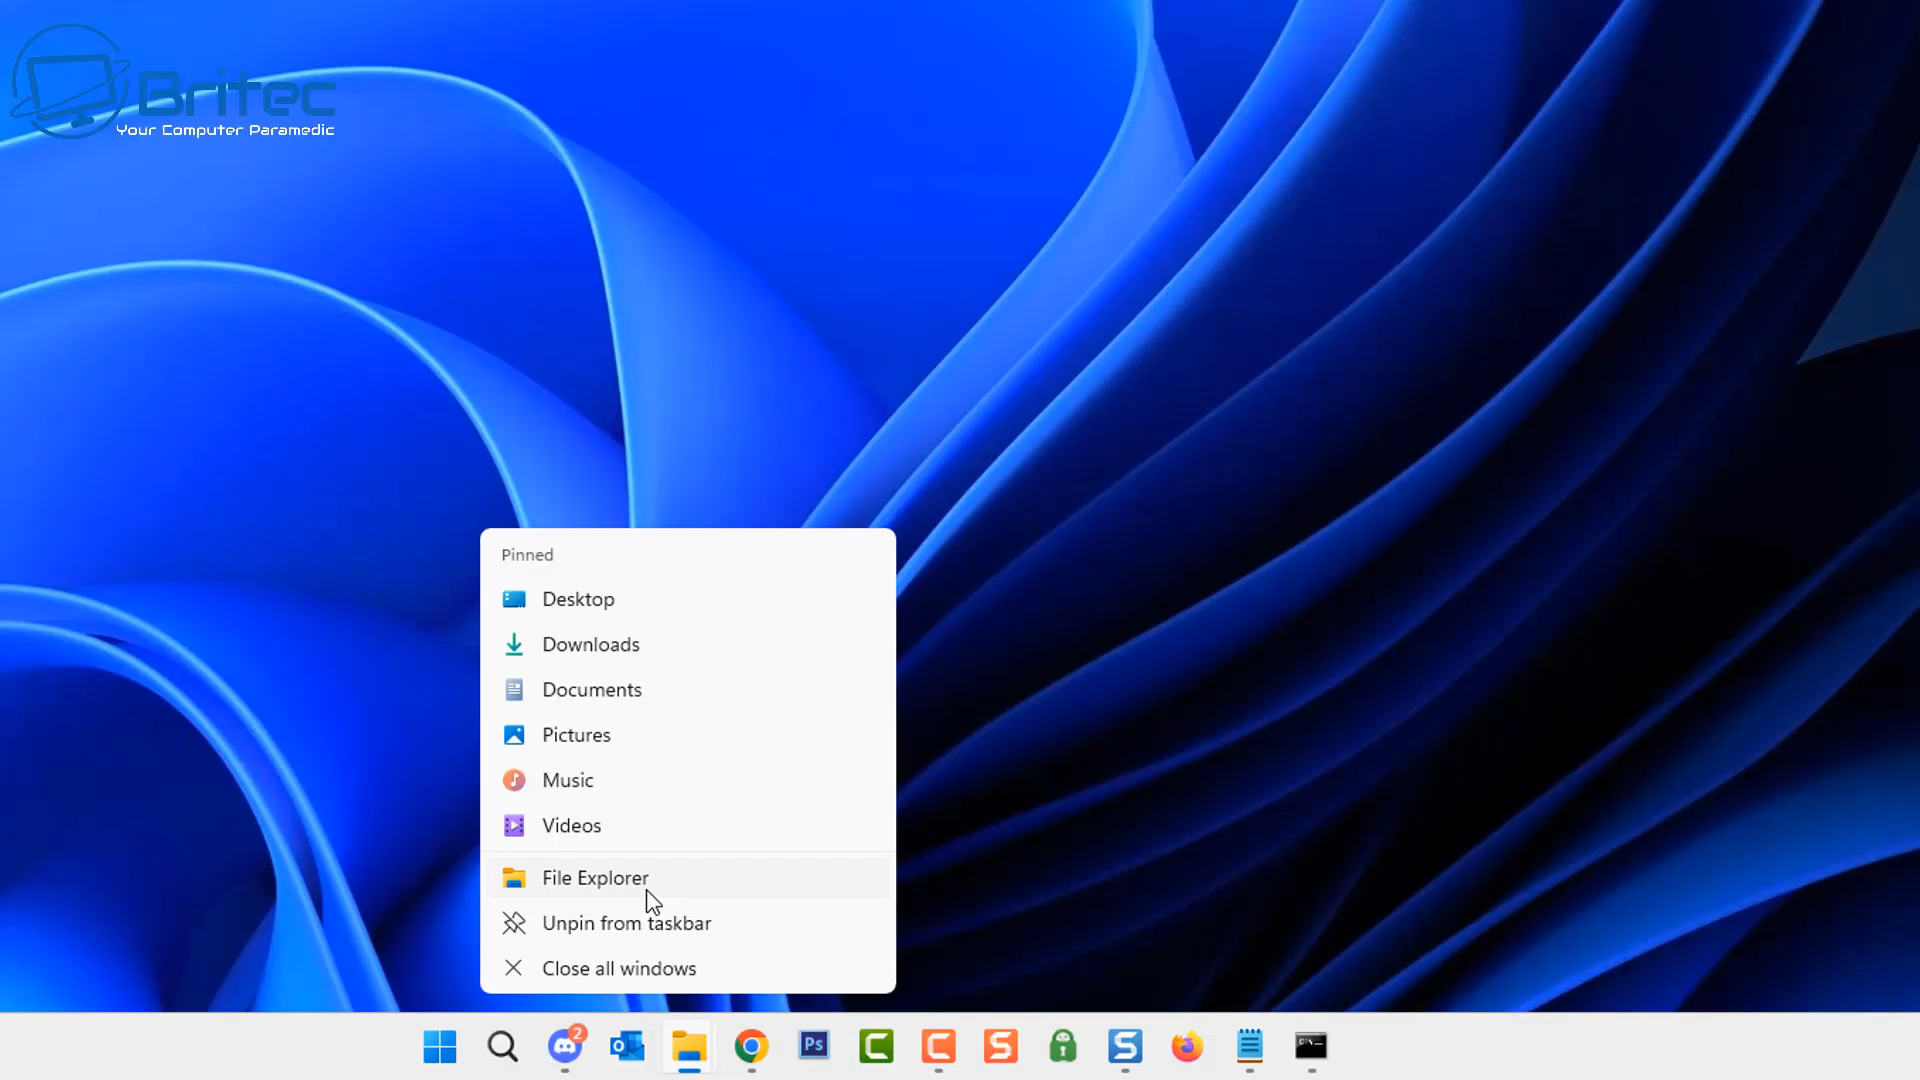 Britec
Your Computer Paramedic
Pinned
Desktop
Downloads
Documents
Pictures
Music
Videos
File Explorer
Unpin from taskbar
Close all windows
2
Ps